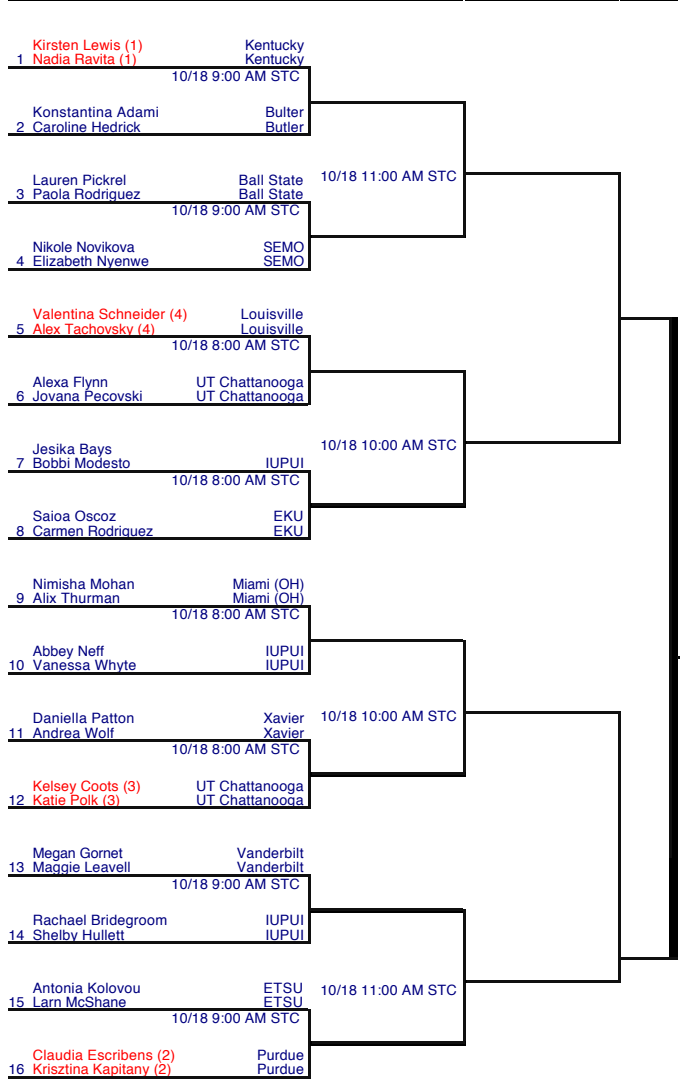 Kirsten Lewis (1) Kentucky
1 Nadia Ravita (1) Kentucky
10/18 9:00 AM STC
Konstantina Adami Bulter
2 Caroline Hedrick Butler
10/18 11:00 AM STC
Lauren Pickrel Ball State
3 Paola Rodriguez Ball State
10/18 9:00 AM STC
Nikole Novikova SEMO
4 Elizabeth Nyenwe SEMO
Valentina Schneider (4) Louisville
5 Alex Tachovsky (4) Louisville
10/18 8:00 AM STC
Alexa Flynn UT Chattanooga
6 Jovana Pecovski UT Chattanooga
10/18 10:00 AM STC
Jesika Bays
7 Bobbi Modesto IUPUI
10/18 8:00 AM STC
Saioa Oscoz EKU
8 Carmen Rodriguez EKU
Nimisha Mohan Miami (OH)
9 Alix Thurman Miami (OH)
10/18 8:00 AM STC
Abbey Neff IUPUI
10 Vanessa Whyte IUPUI
Daniella Patton Xavier
10/18 10:00 AM STC
11 Andrea Wolf Xavier
10/18 8:00 AM STC
Kelsey Coots (3) UT Chattanooga
12 Katie Polk (3) UT Chattanooga
Megan Gornet Vanderbilt
13 Maggie Leavell Vanderbilt
10/18 9:00 AM STC
Rachael Bridegroom IUPUI
14 Shelby Hullett IUPUI
Antonia Kolovou ETSU
10/18 11:00 AM STC
15 Larn McShane ETSU
10/18 9:00 AM STC
Claudia Escribens (2) Purdue
16 Krisztina Kapitany (2) Purdue